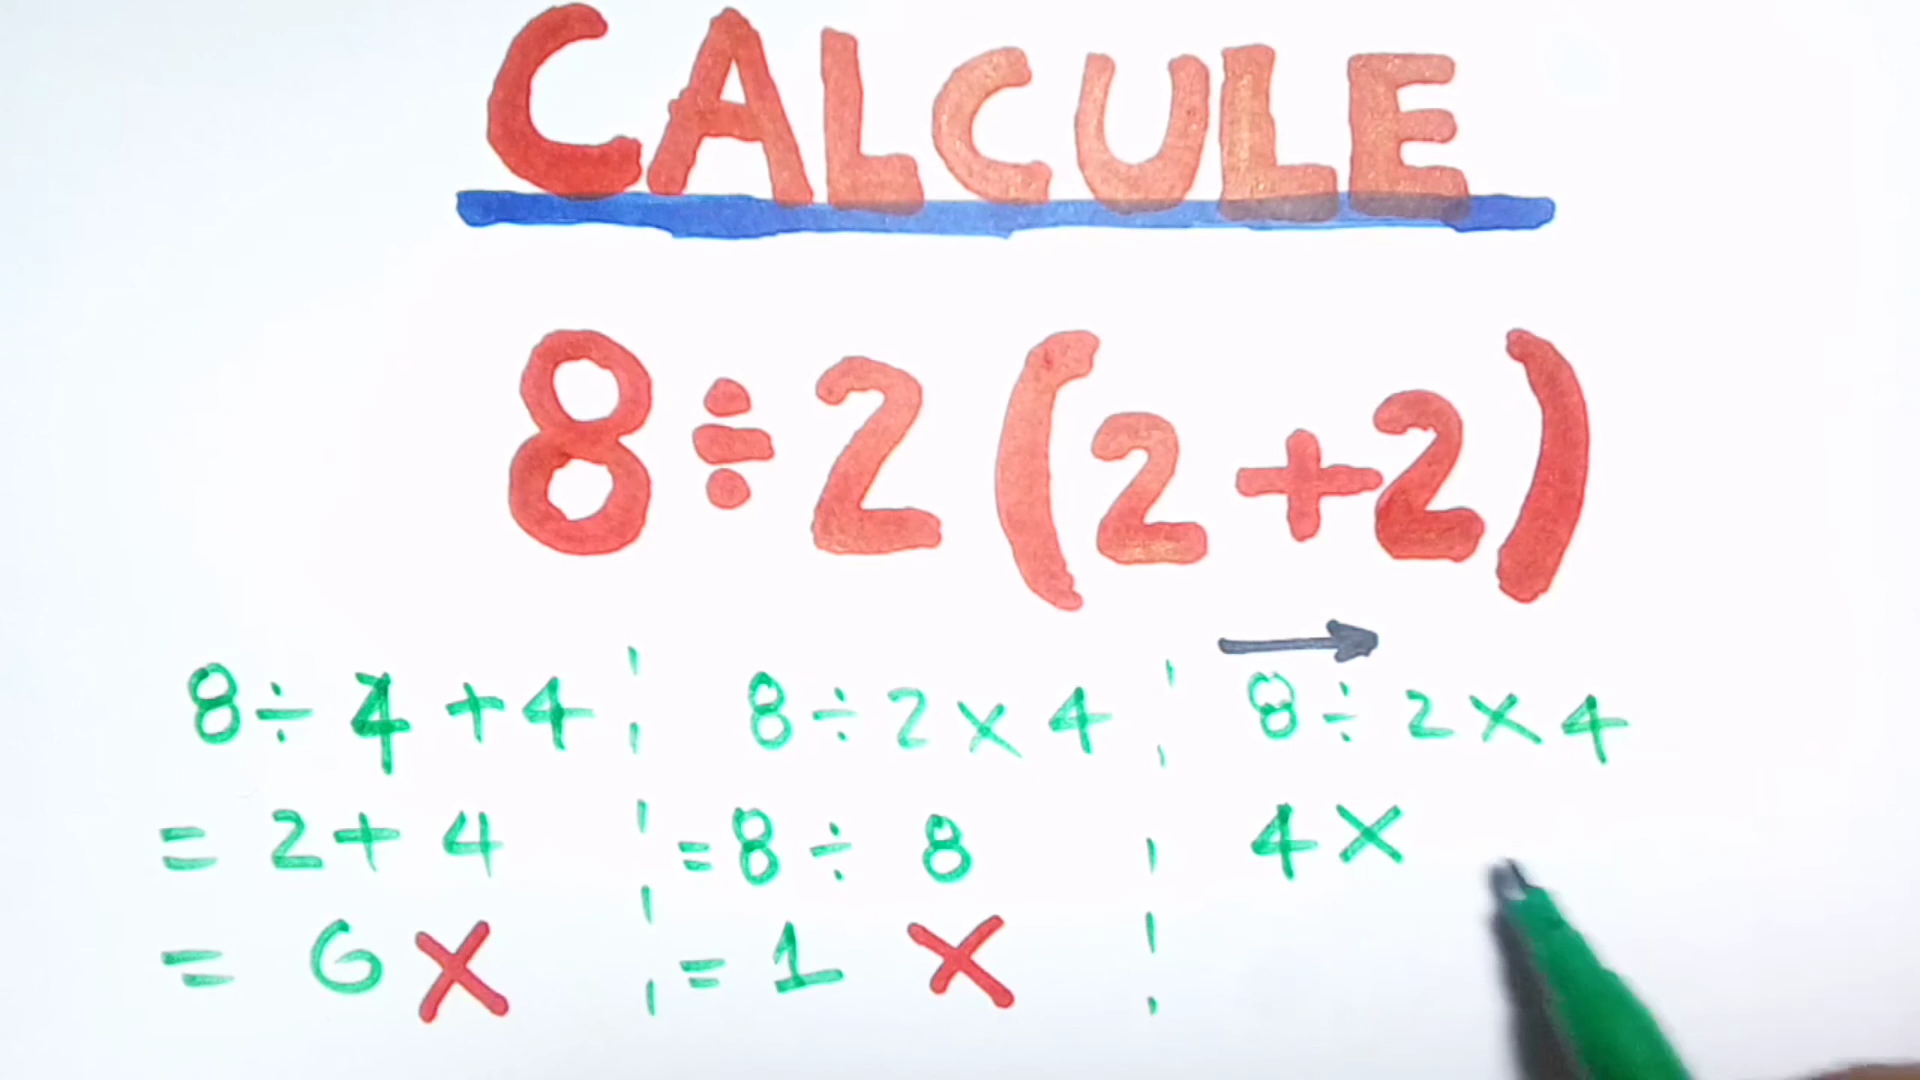 CALCULE
8÷2(2+2)
8÷4+4
=2+4
=6 X
8÷2×4
=8÷8
=1 X
8÷2×4
4×